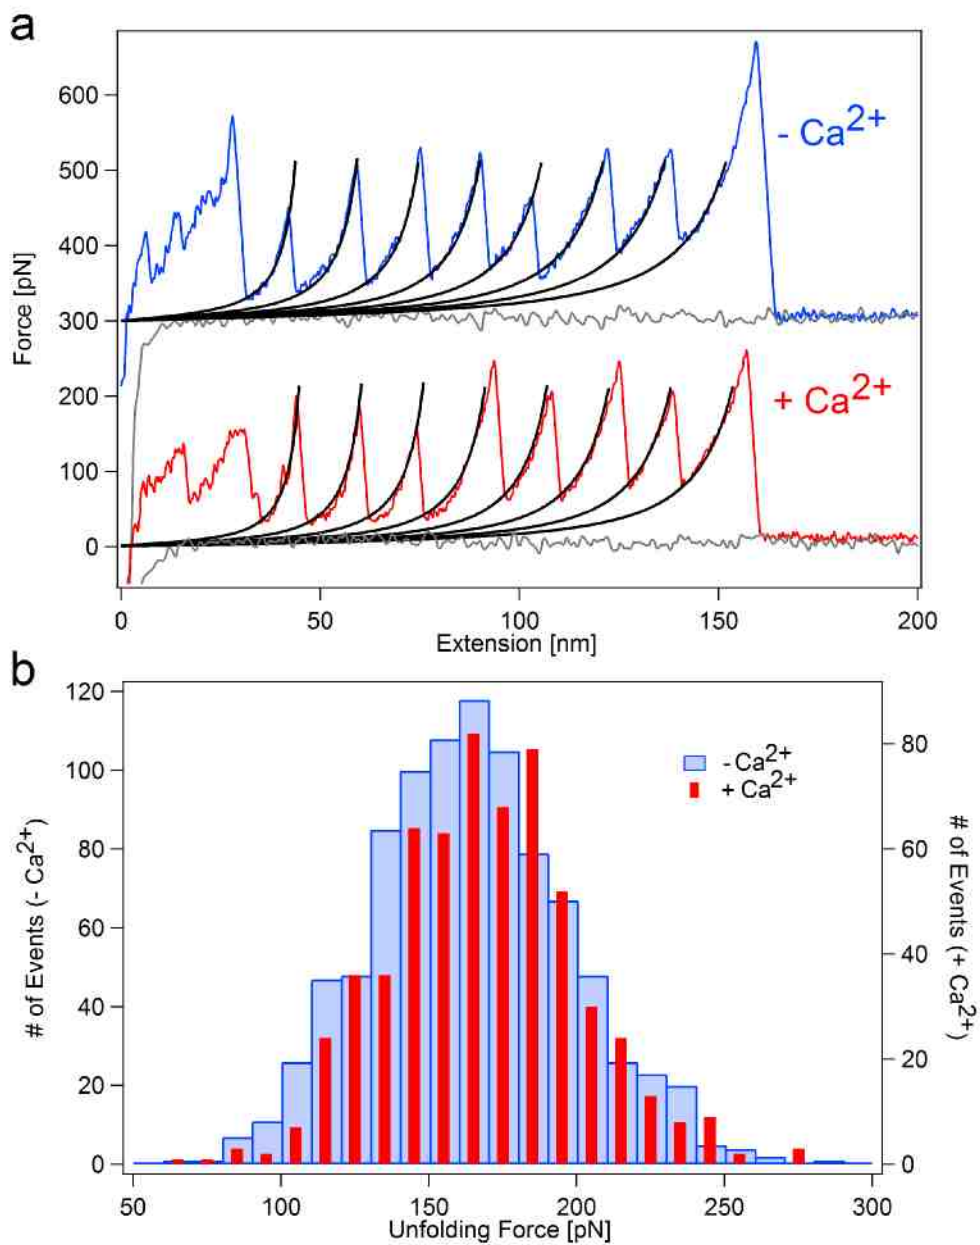 a
600
500
400
300
200
100
0
Force [pN]
- Ca2+
+ Ca2+
0 50 100 150 200
Extension [nm]
b
120
100
80
60
40
20
0
# of Events (- Ca2+)
- Ca2+
+ Ca2+
80
60
40
20
0
# of Events (+ Ca2+)
50 100 150 200 250 300
Unfolding Force [pN]